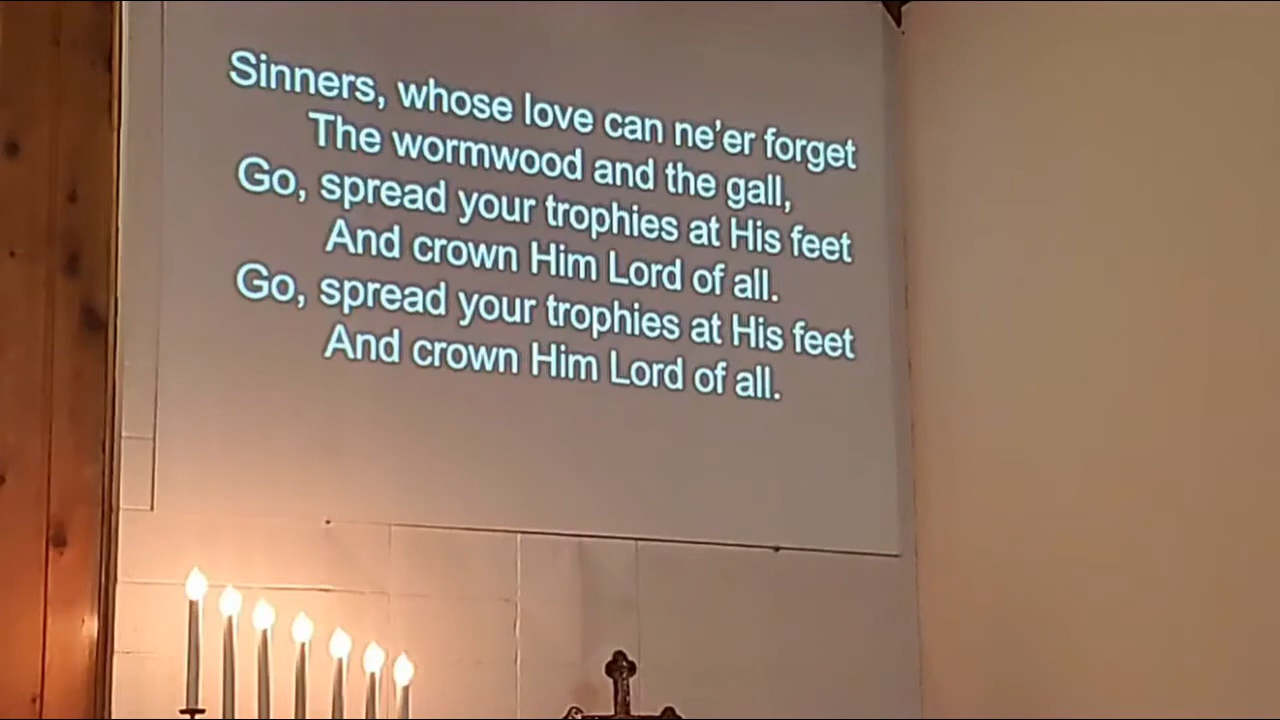 Sinners, whose love can ne’er forget
The wormwood and the gall,
Go, spread your trophies at His feet
And crown Him Lord of all.
Go, spread your trophies at His feet
And crown Him Lord of all.